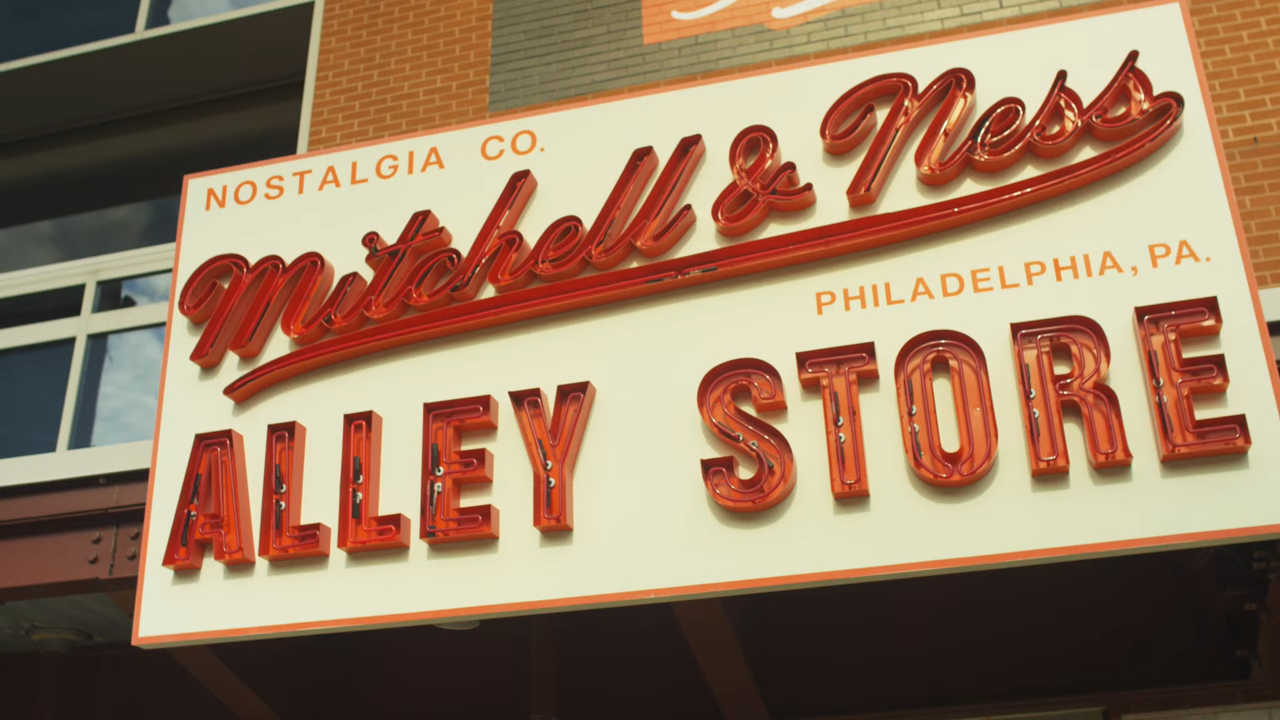 NOSTALGIA CO.
Mitchell & Ness
PHILADELPHIA, PA.
ALLEY STORE